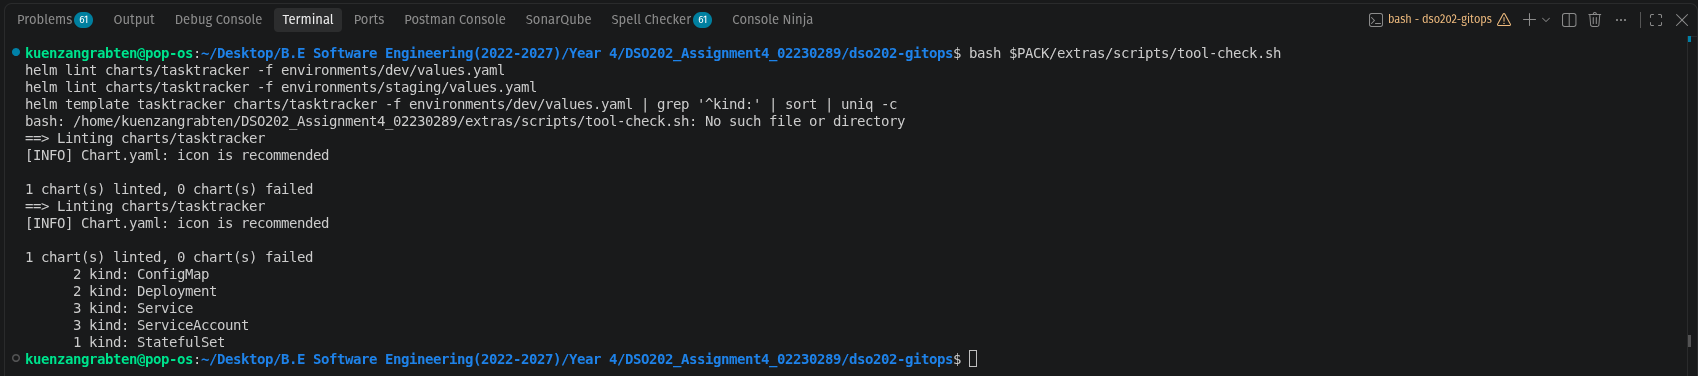 Problems 61 Output Debug Console Terminal Ports Postman Console SonarQube Spell Checker 61 Console Ninja bash - dso202-gitops
kuenzangrabten@pop-os:~/Desktop/B.E Software Engineering(2022-2027)/Year 4/DSO202_Assignment4_02230289/dso202-gitops$ bash $PACK/extras/scripts/tool-check.sh
helm lint charts/tasktracker -f environments/dev/values.yaml
helm lint charts/tasktracker -f environments/staging/values.yaml
helm template tasktracker charts/tasktracker -f environments/dev/values.yaml | grep '^kind:' | sort | uniq -c
bash: /home/kuenzangrabten/DSO202_Assignment4_02230289/extras/scripts/tool-check.sh: No such file or directory
==> Linting charts/tasktracker
[INFO] Chart.yaml: icon is recommended

1 chart(s) linted, 0 chart(s) failed
==> Linting charts/tasktracker
[INFO] Chart.yaml: icon is recommended

1 chart(s) linted, 0 chart(s) failed
2 kind: ConfigMap
2 kind: Deployment
3 kind: Service
3 kind: ServiceAccount
1 kind: StatefulSet
kuenzangrabten@pop-os:~/Desktop/B.E Software Engineering(2022-2027)/Year 4/DSO202_Assignment4_02230289/dso202-gitops$